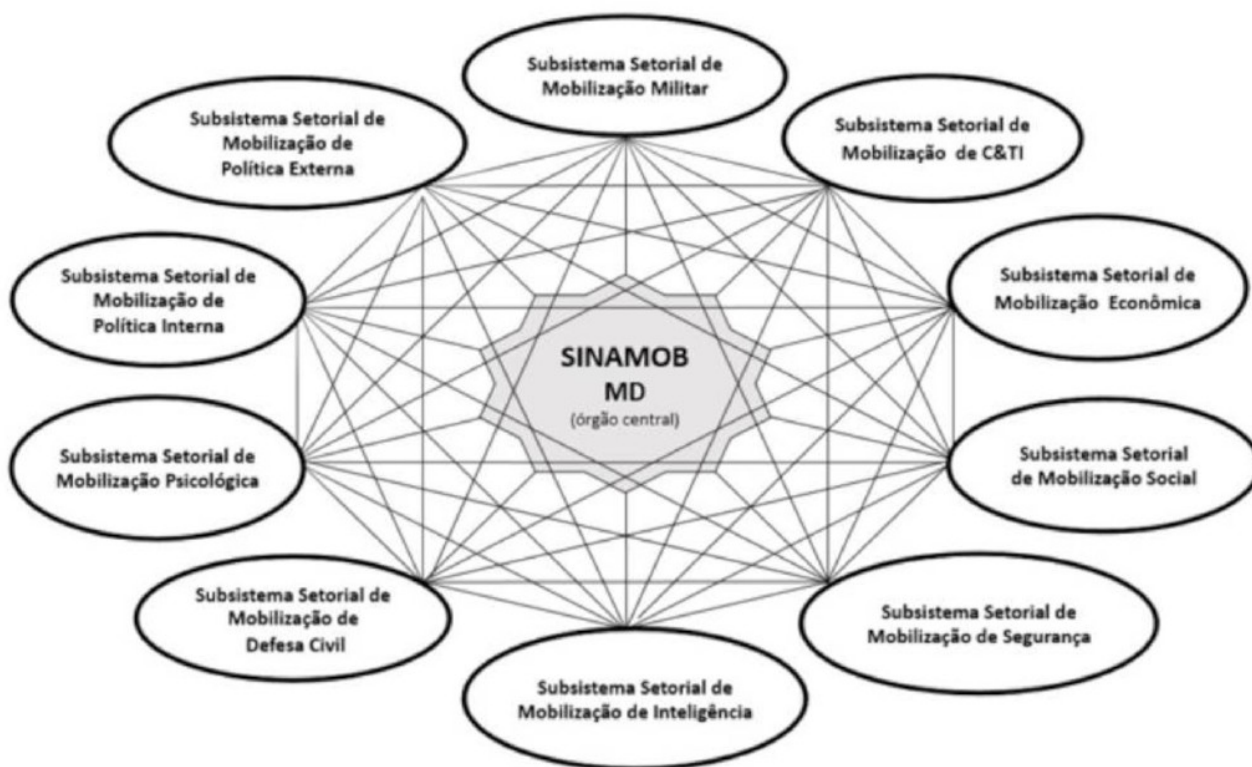 Subsistema Setorial de
Mobilização Militar
Subsistema Setorial de
Mobilização de
Política Externa
Subsistema Setorial de
Mobilização de C&TI
Subsistema Setorial de
Mobilização de
Política Interna
Subsistema Setorial de
Mobilização Econômica
SINAMOB
MD
(órgão central)
Subsistema Setorial de
Mobilização Psicológica
Subsistema Setorial
de Mobilização Social
Subsistema Setorial de
Mobilização de
Defesa Civil
Subsistema Setorial de
Mobilização de Segurança
Subsistema Setorial de
Mobilização de Inteligência